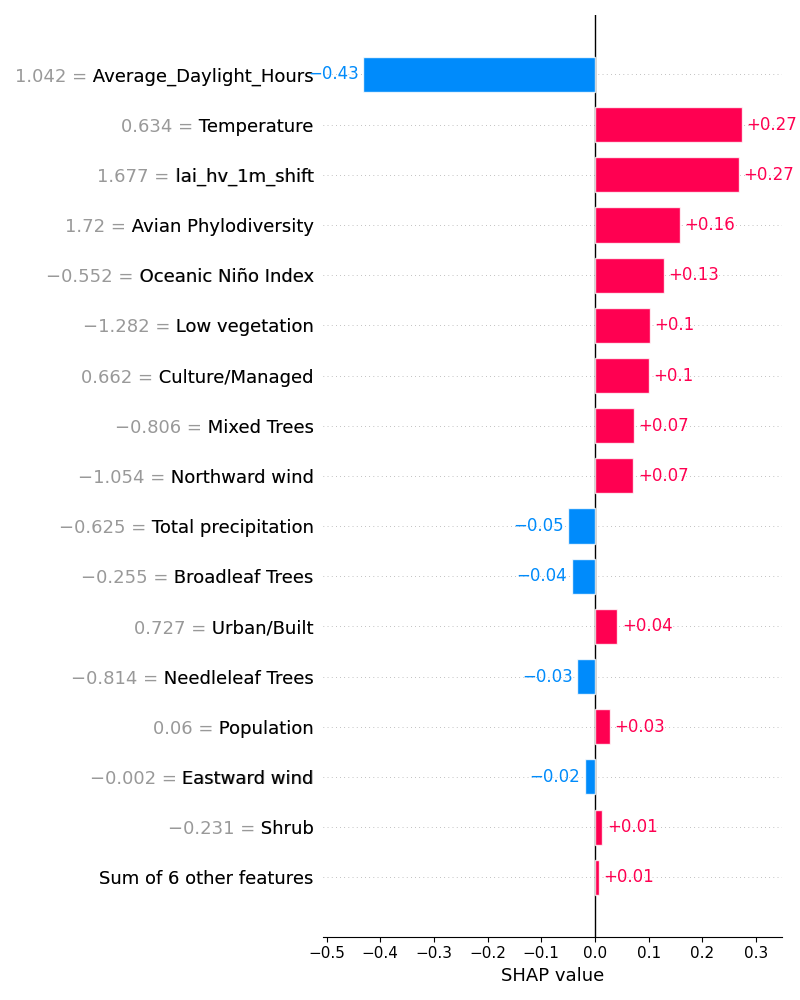 1.042 = Average_Daylight_Hours −0.43
0.634 = Temperature +0.27
1.677 = lai_hv_1m_shift +0.27
1.72 = Avian Phylodiversity +0.16
−0.552 = Oceanic Niño Index +0.13
−1.282 = Low vegetation +0.1
0.662 = Culture/Managed +0.1
−0.806 = Mixed Trees +0.07
−1.054 = Northward wind +0.07
−0.625 = Total precipitation −0.05
−0.255 = Broadleaf Trees −0.04
0.727 = Urban/Built +0.04
−0.814 = Needleleaf Trees −0.03
0.06 = Population +0.03
−0.002 = Eastward wind −0.02
−0.231 = Shrub +0.01
Sum of 6 other features +0.01
−0.5 −0.4 −0.3 −0.2 −0.1 0.0 0.1 0.2 0.3
SHAP value